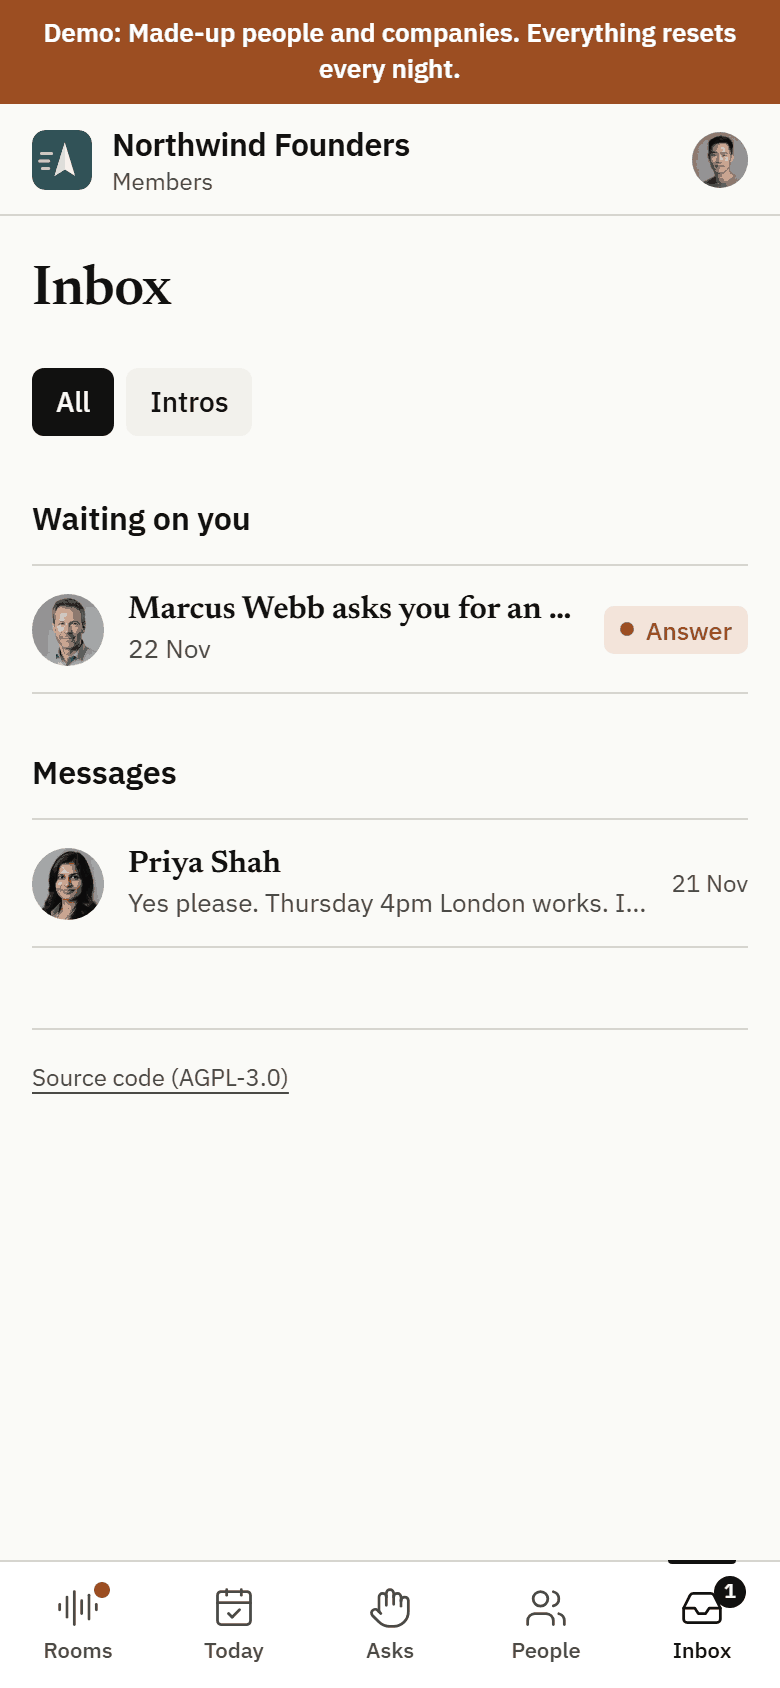 Demo: Made-up people and companies. Everything resets
every night.
Northwind Founders
Members
Inbox
All
Intros
Waiting on you
Marcus Webb asks you for an ...
22 Nov
Answer
Messages
Priya Shah
Yes please. Thursday 4pm London works. I...
21 Nov
Source code (AGPL-3.0)
Rooms
Today
Asks
People
1
Inbox